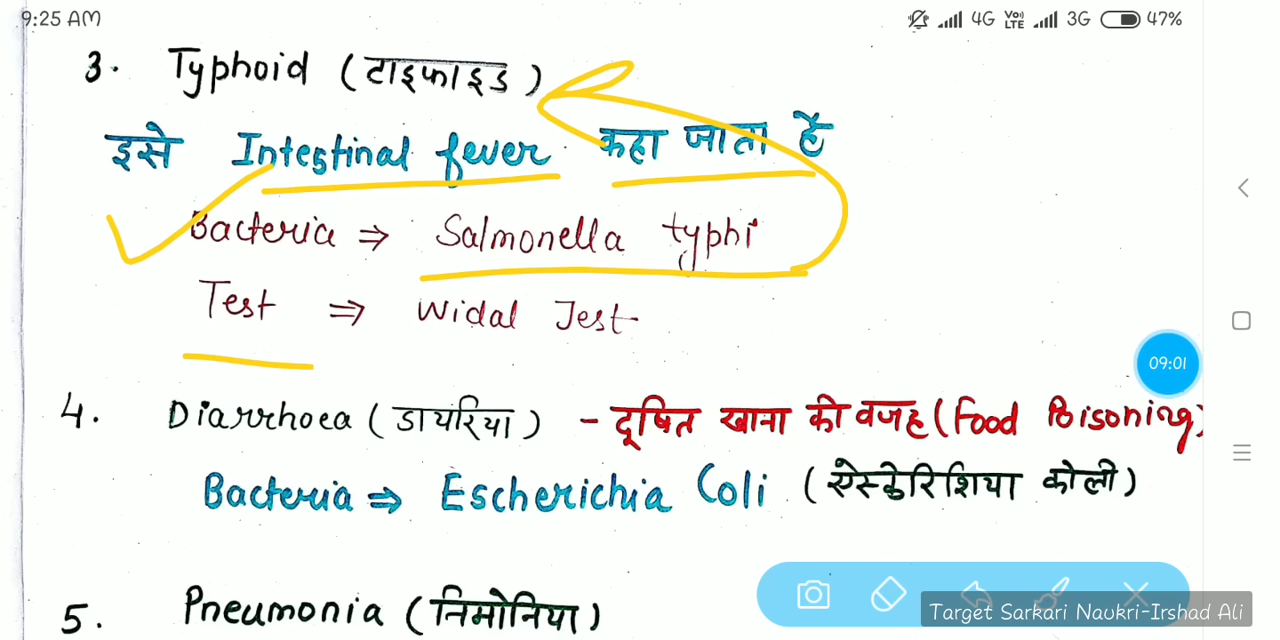 9:25 AM 4G VoD LTE 3G 47%
3. Typhoid (टाइफाइड)
इसे Intestinal fever कहा जाता है
Bacteria ⇒ Salmonella typhi
Test ⇒ Widal Test
09:01
4. Diarrhoea (डायरिया) - दूषित खाना की वजह (Food Poisoning)
Bacteria ⇒ Escherichia Coli (ऐस्केरिशिया कोली)
5. Pneumonia (निमोनिया)
Target Sarkari Naukri-Irshad Ali